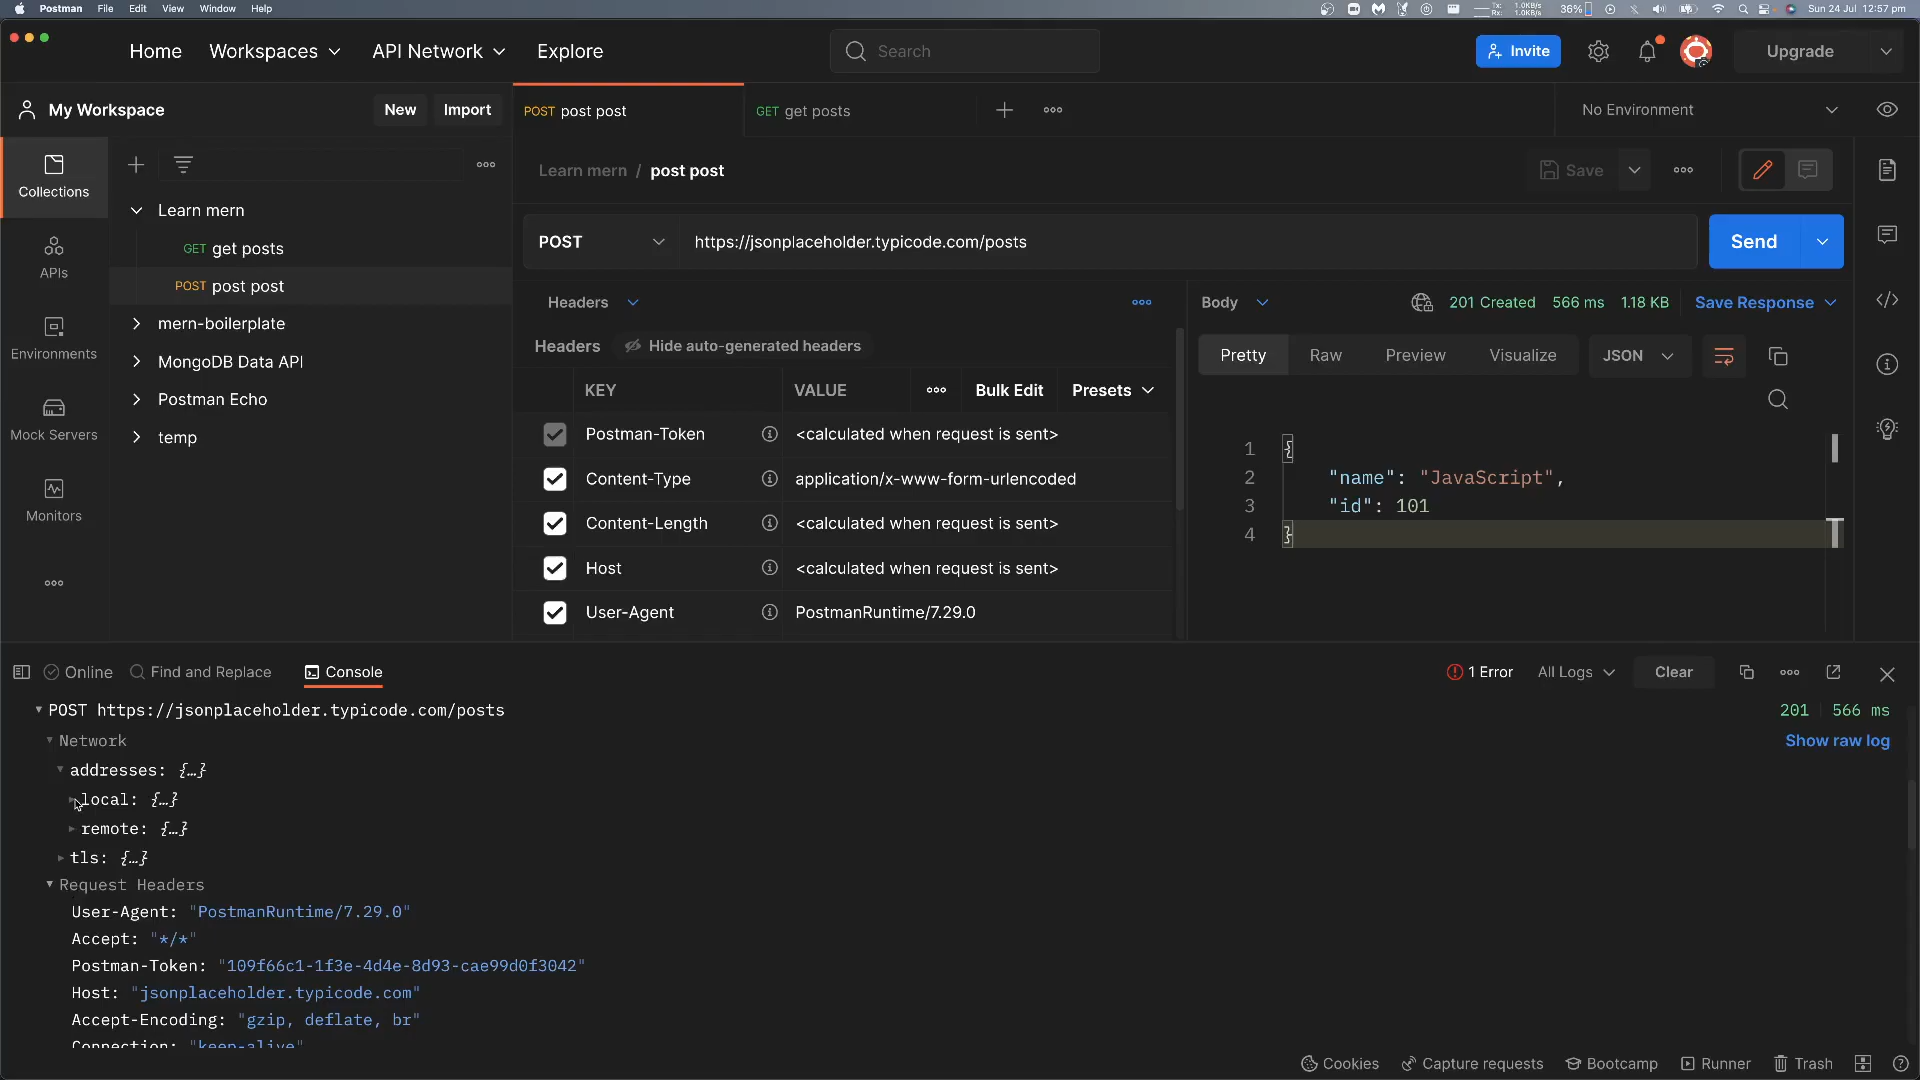 Postman File Edit View Window Help
Tx: 1.0KB/s
Rx: 1.0KB/s
36% Sun 24 Jul 12:57 pm
Home Workspaces API Network Explore Search Invite Upgrade
My Workspace New Import POST post post GET get posts No Environment
Collections
APIs
Environments
Mock Servers
Monitors
Learn mern
GET get posts
POST post post
mern-boilerplate
MongoDB Data API
Postman Echo
temp
Learn mern / post post Save
POST https://jsonplaceholder.typicode.com/posts Send
Headers
Headers Hide auto-generated headers
KEY VALUE Bulk Edit Presets
Postman-Token <calculated when request is sent>
Content-Type application/x-www-form-urlencoded
Content-Length <calculated when request is sent>
Host <calculated when request is sent>
User-Agent PostmanRuntime/7.29.0
Body 201 Created 566 ms 1.18 KB Save Response
Pretty Raw Preview Visualize JSON
1 {
2 "name": "JavaScript",
3 "id": 101
4 }
Online Find and Replace Console 1 Error All Logs Clear
POST https://jsonplaceholder.typicode.com/posts 201 566 ms
Network Show raw log
addresses: {…}
local: {…}
remote: {…}
tls: {…}
Request Headers
User-Agent: "PostmanRuntime/7.29.0"
Accept: "*/*"
Postman-Token: "109f66c1-1f3e-4d4e-8d93-cae99d0f3042"
Host: "jsonplaceholder.typicode.com"
Accept-Encoding: "gzip, deflate, br"
Connection: "keep-alive"
Cookies Capture requests Bootcamp Runner Trash